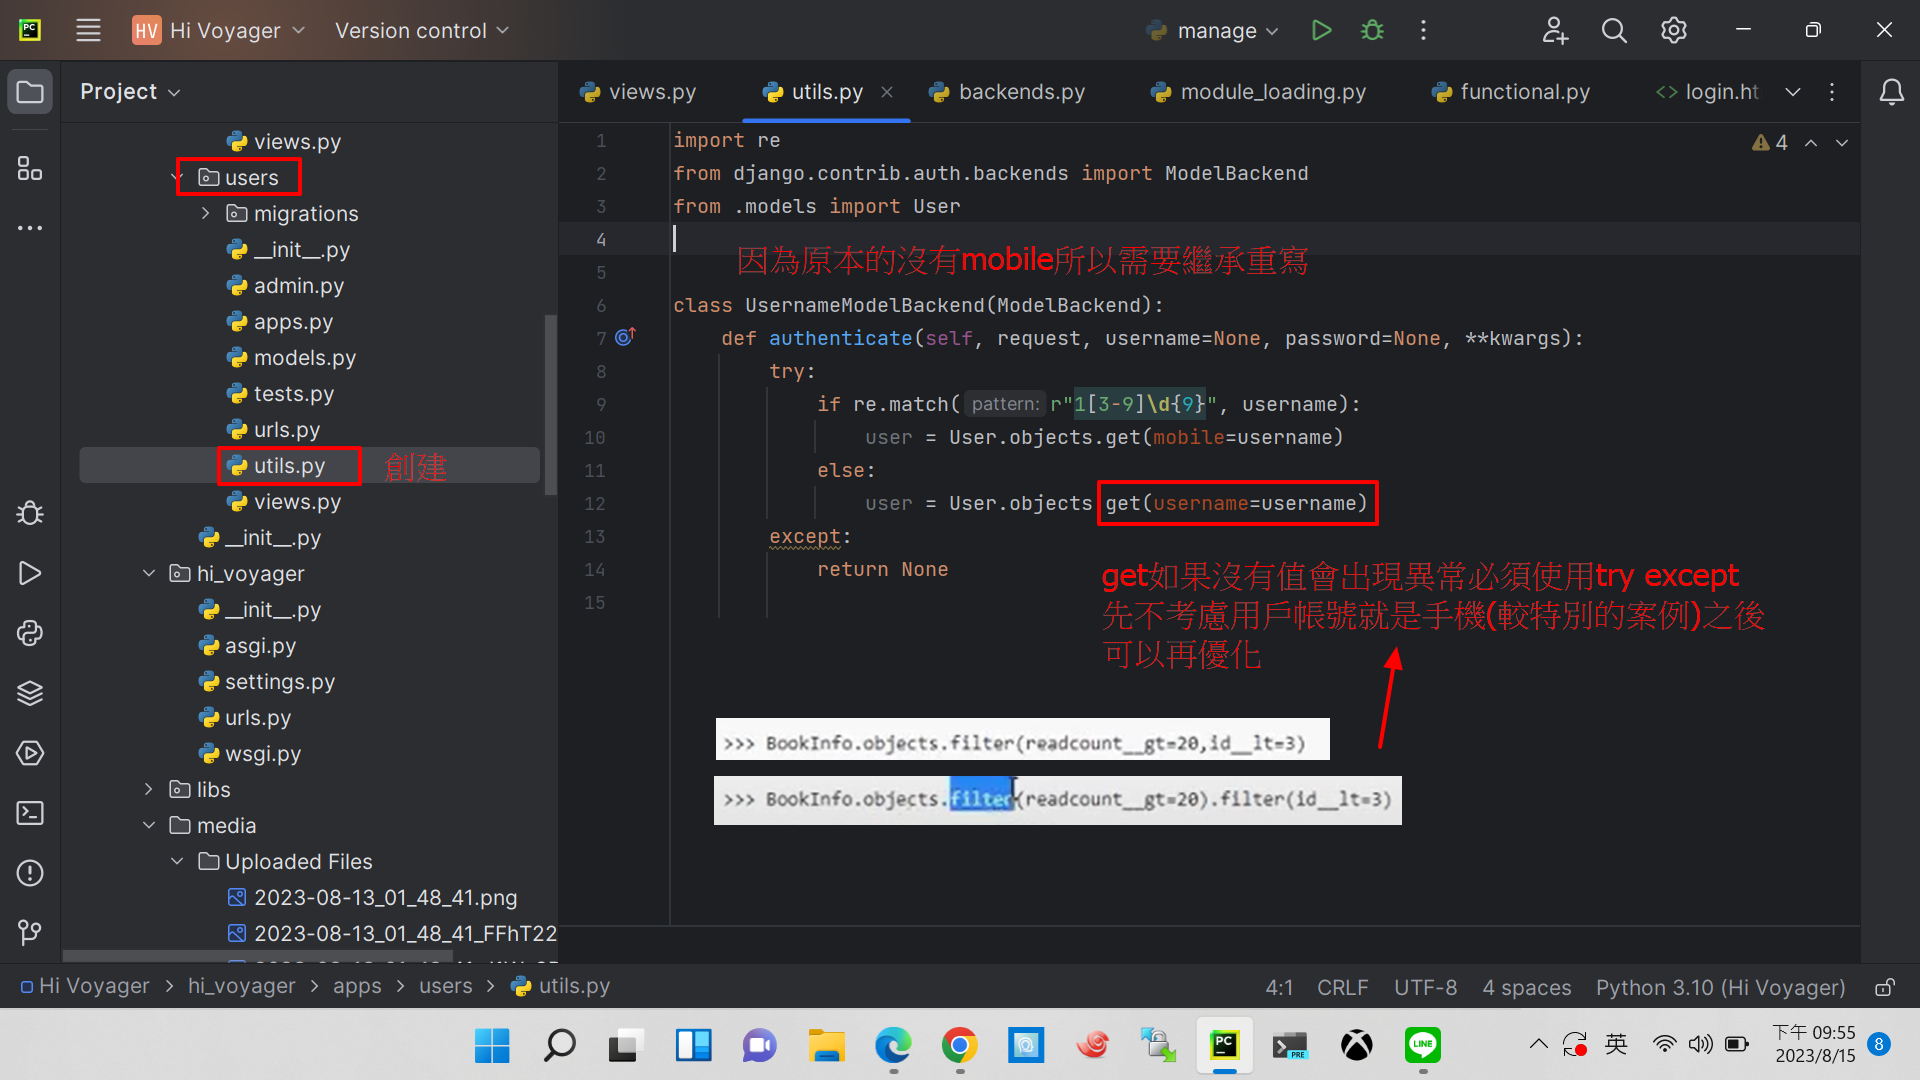 PC
HV Hi Voyager
Version control
manage
Project
views.py
utils.py
backends.py
module_loading.py
functional.py
<> login.ht
views.py
users
migrations
__init__.py
admin.py
apps.py
models.py
tests.py
urls.py
utils.py
創建
views.py
__init__.py
hi_voyager
__init__.py
asgi.py
settings.py
urls.py
wsgi.py
libs
media
Uploaded Files
2023-08-13_01_48_41.png
2023-08-13_01_48_41_FFhT22
4
1 import re
2 from django.contrib.auth.backends import ModelBackend
3 from .models import User
4
因為原本的沒有mobile所以需要繼承重寫
5
6 class UsernameModelBackend(ModelBackend):
7 def authenticate(self, request, username=None, password=None, **kwargs):
8 try:
9 if re.match( pattern: r"1[3-9]\d{9}", username):
10 user = User.objects.get(mobile=username)
11 else:
12 user = User.objects get(username=username)
13 except:
14 return None
15
get如果沒有值會出現異常必須使用try except
先不考慮用戶帳號就是手機(較特別的案例)之後
可以再優化
>>> BookInfo.objects.filter(readcount__gt=20,id__lt=3)
>>> BookInfo.objects.filter(readcount__gt=20).filter(id__lt=3)
Hi Voyager > hi_voyager > apps > users > utils.py
4:1 CRLF UTF-8 4 spaces Python 3.10 (Hi Voyager)
PC
PRE
LINE
英
下午 09:55
2023/8/15
8